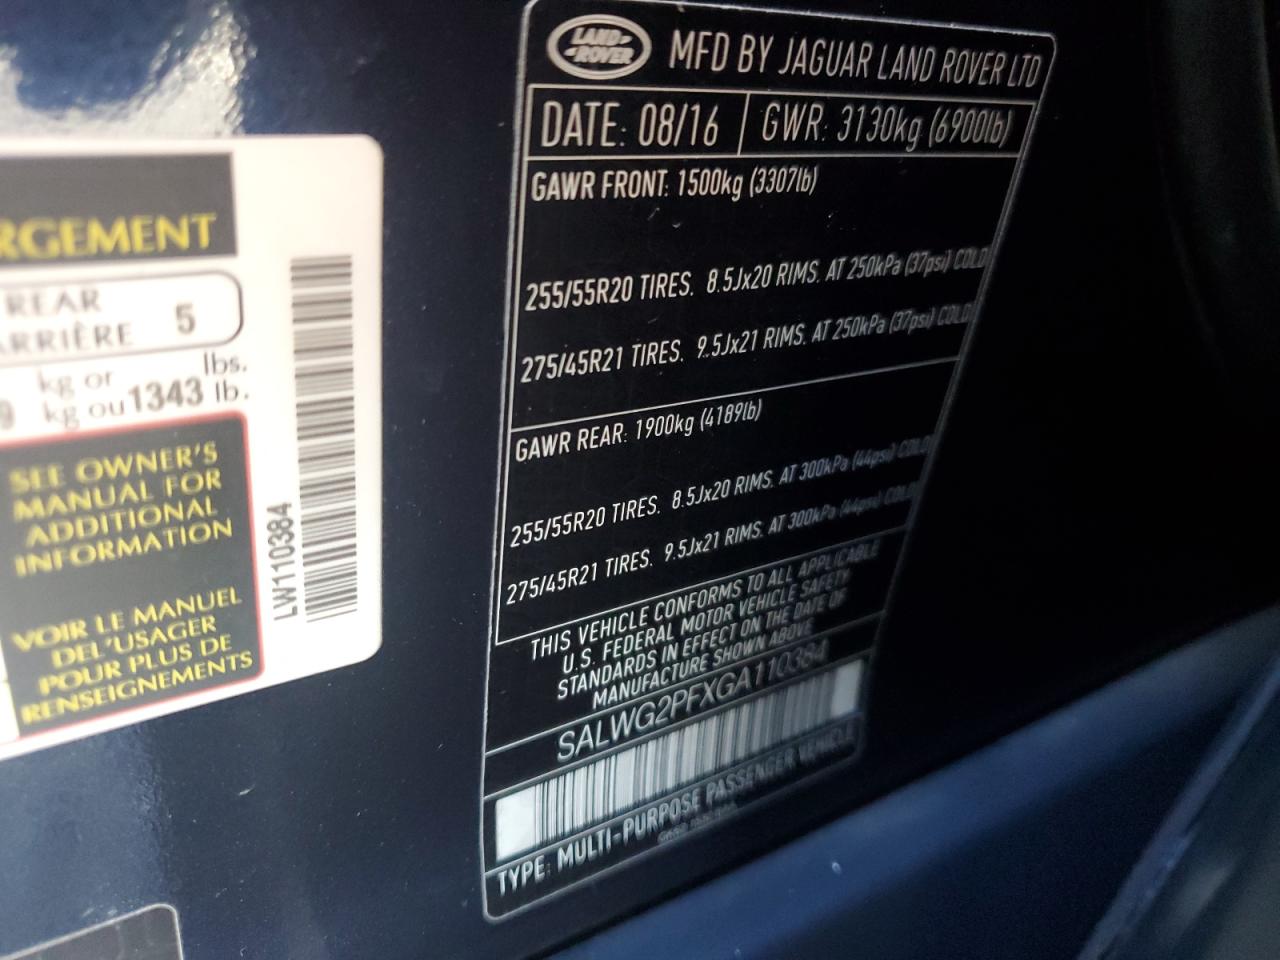 RGEMENT
REAR
ARRIÈRE 5
kg or lbs.
9 kg ou 1343 lb.
SEE OWNER'S
MANUAL FOR
ADDITIONAL
INFORMATION
VOIR LE MANUEL
DEL'USAGER
POUR PLUS DE
RENSEIGNEMENTS
LW110384
LAND-
-ROVER
MFD BY JAGUAR LAND ROVER LTD
DATE: 08/16 GWR: 3130kg (6900lb)
GAWR FRONT: 1500kg (3307lb)
255/55R20 TIRES. 8.5Jx20 RIMS. AT 250kPa (37psi) COLD
275/45R21 TIRES. 9.5Jx21 RIMS. AT 250kPa (37psi) COLD
GAWR REAR: 1900kg (4189lb)
255/55R20 TIRES. 8.5Jx20 RIMS. AT 300kPa (44psi) COLD
275/45R21 TIRES. 9.5Jx21 RIMS. AT 300kPa (44psi) COLD
THIS VEHICLE CONFORMS TO ALL APPLICABLE
U.S. FEDERAL MOTOR VEHICLE SAFETY
STANDARDS IN EFFECT ON THE DATE OF
MANUFACTURE SHOWN ABOVE
SALWG2PFXGA110384
TYPE: MULTI-PURPOSE PASSENGER VEHICLE